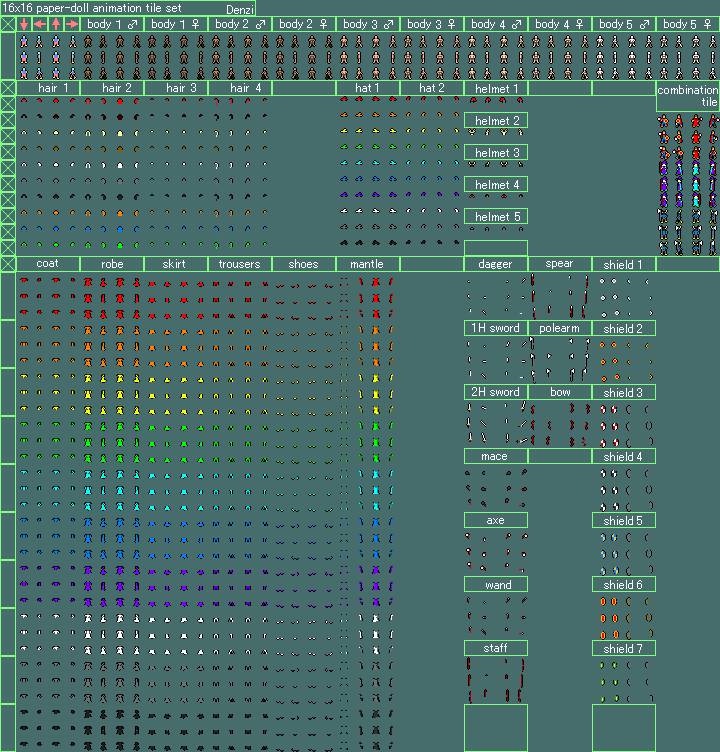 16x16 paper-doll animation tile set
Denzi
↓ ← ↑ → body 1 ♂ body 1 ♀ body 2 ♂ body 2 ♀ body 3 ♂ body 3 ♀ body 4 ♂ body 4 ♀ body 5 ♂ body 5 ♀
hair 1 hair 2 hair 3 hair 4 hat 1 hat 2 helmet 1 combination tile
helmet 2
helmet 3
helmet 4
helmet 5
coat robe skirt trousers shoes mantle dagger spear shield 1
1H sword polearm shield 2
2H sword bow shield 3
mace shield 4
axe shield 5
wand shield 6
staff shield 7